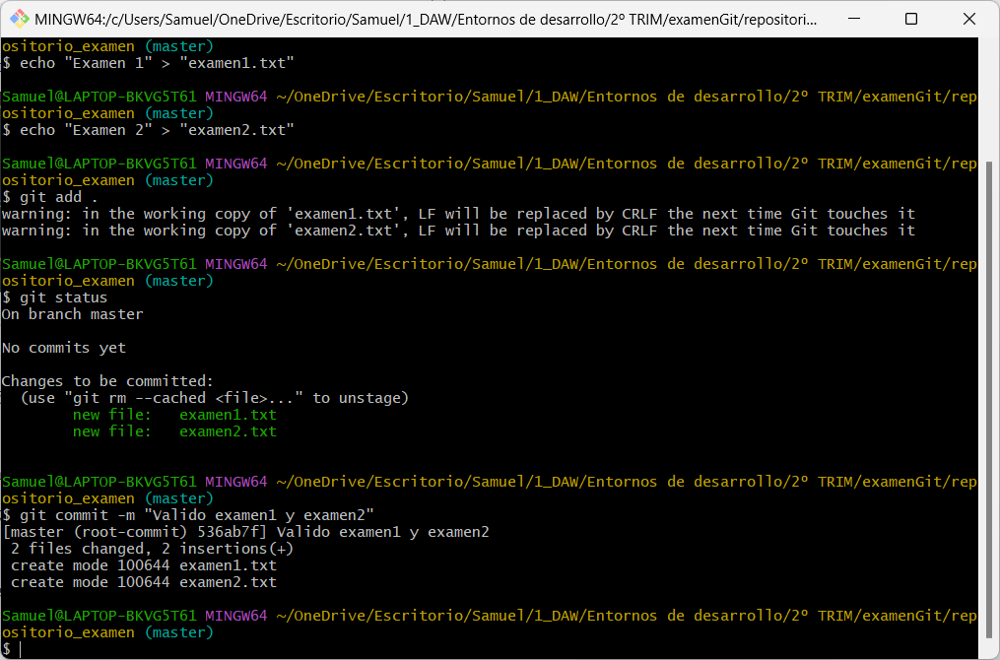 MINGW64:/c/Users/Samuel/OneDrive/Escritorio/Samuel/1_DAW/Entornos de desarrollo/2º TRIM/examenGit/repositori...
ositorio_examen (master)
$ echo "Examen 1" > "examen1.txt"
Samuel@LAPTOP-BKVG5T61 MINGW64 ~/OneDrive/Escritorio/Samuel/1_DAW/Entornos de desarrollo/2º TRIM/examenGit/rep
ositorio_examen (master)
$ echo "Examen 2" > "examen2.txt"
Samuel@LAPTOP-BKVG5T61 MINGW64 ~/OneDrive/Escritorio/Samuel/1_DAW/Entornos de desarrollo/2º TRIM/examenGit/rep
ositorio_examen (master)
$ git add .
warning: in the working copy of 'examen1.txt', LF will be replaced by CRLF the next time Git touches it
warning: in the working copy of 'examen2.txt', LF will be replaced by CRLF the next time Git touches it
Samuel@LAPTOP-BKVG5T61 MINGW64 ~/OneDrive/Escritorio/Samuel/1_DAW/Entornos de desarrollo/2º TRIM/examenGit/rep
ositorio_examen (master)
$ git status
On branch master
No commits yet
Changes to be committed:
  (use "git rm --cached <file>..." to unstage)
        new file:   examen1.txt
        new file:   examen2.txt
Samuel@LAPTOP-BKVG5T61 MINGW64 ~/OneDrive/Escritorio/Samuel/1_DAW/Entornos de desarrollo/2º TRIM/examenGit/rep
ositorio_examen (master)
$ git commit -m "Valido examen1 y examen2"
[master (root-commit) 536ab7f] Valido examen1 y examen2
 2 files changed, 2 insertions(+)
 create mode 100644 examen1.txt
 create mode 100644 examen2.txt
Samuel@LAPTOP-BKVG5T61 MINGW64 ~/OneDrive/Escritorio/Samuel/1_DAW/Entornos de desarrollo/2º TRIM/examenGit/rep
ositorio_examen (master)
$